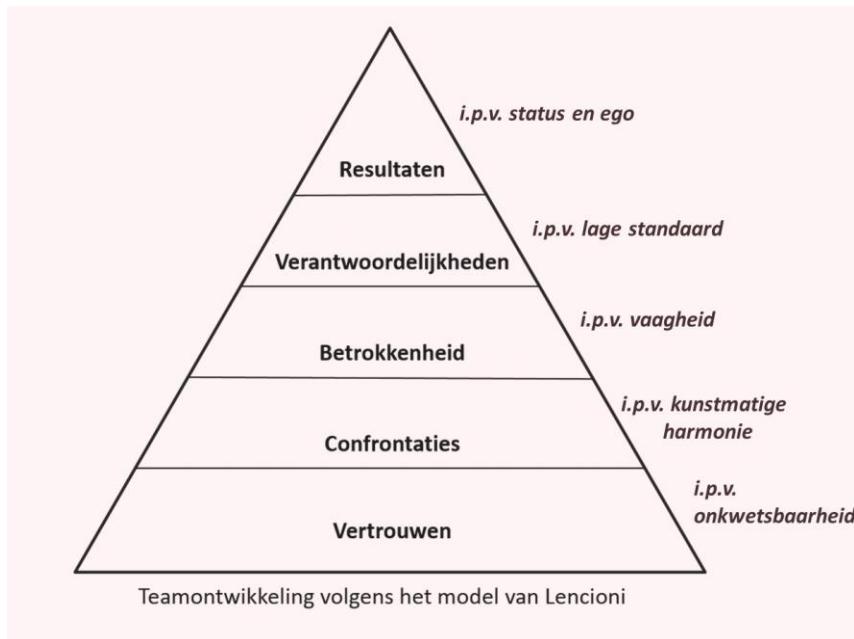 i.p.v. status en ego
Resultaten
i.p.v. lage standaard
Verantwoordelijkheden
i.p.v. vaagheid
Betrokkenheid
i.p.v. kunstmatige
harmonie
Confrontaties
i.p.v.
onkwetsbaarheid
Vertrouwen
Teamontwikkeling volgens het model van Lencioni